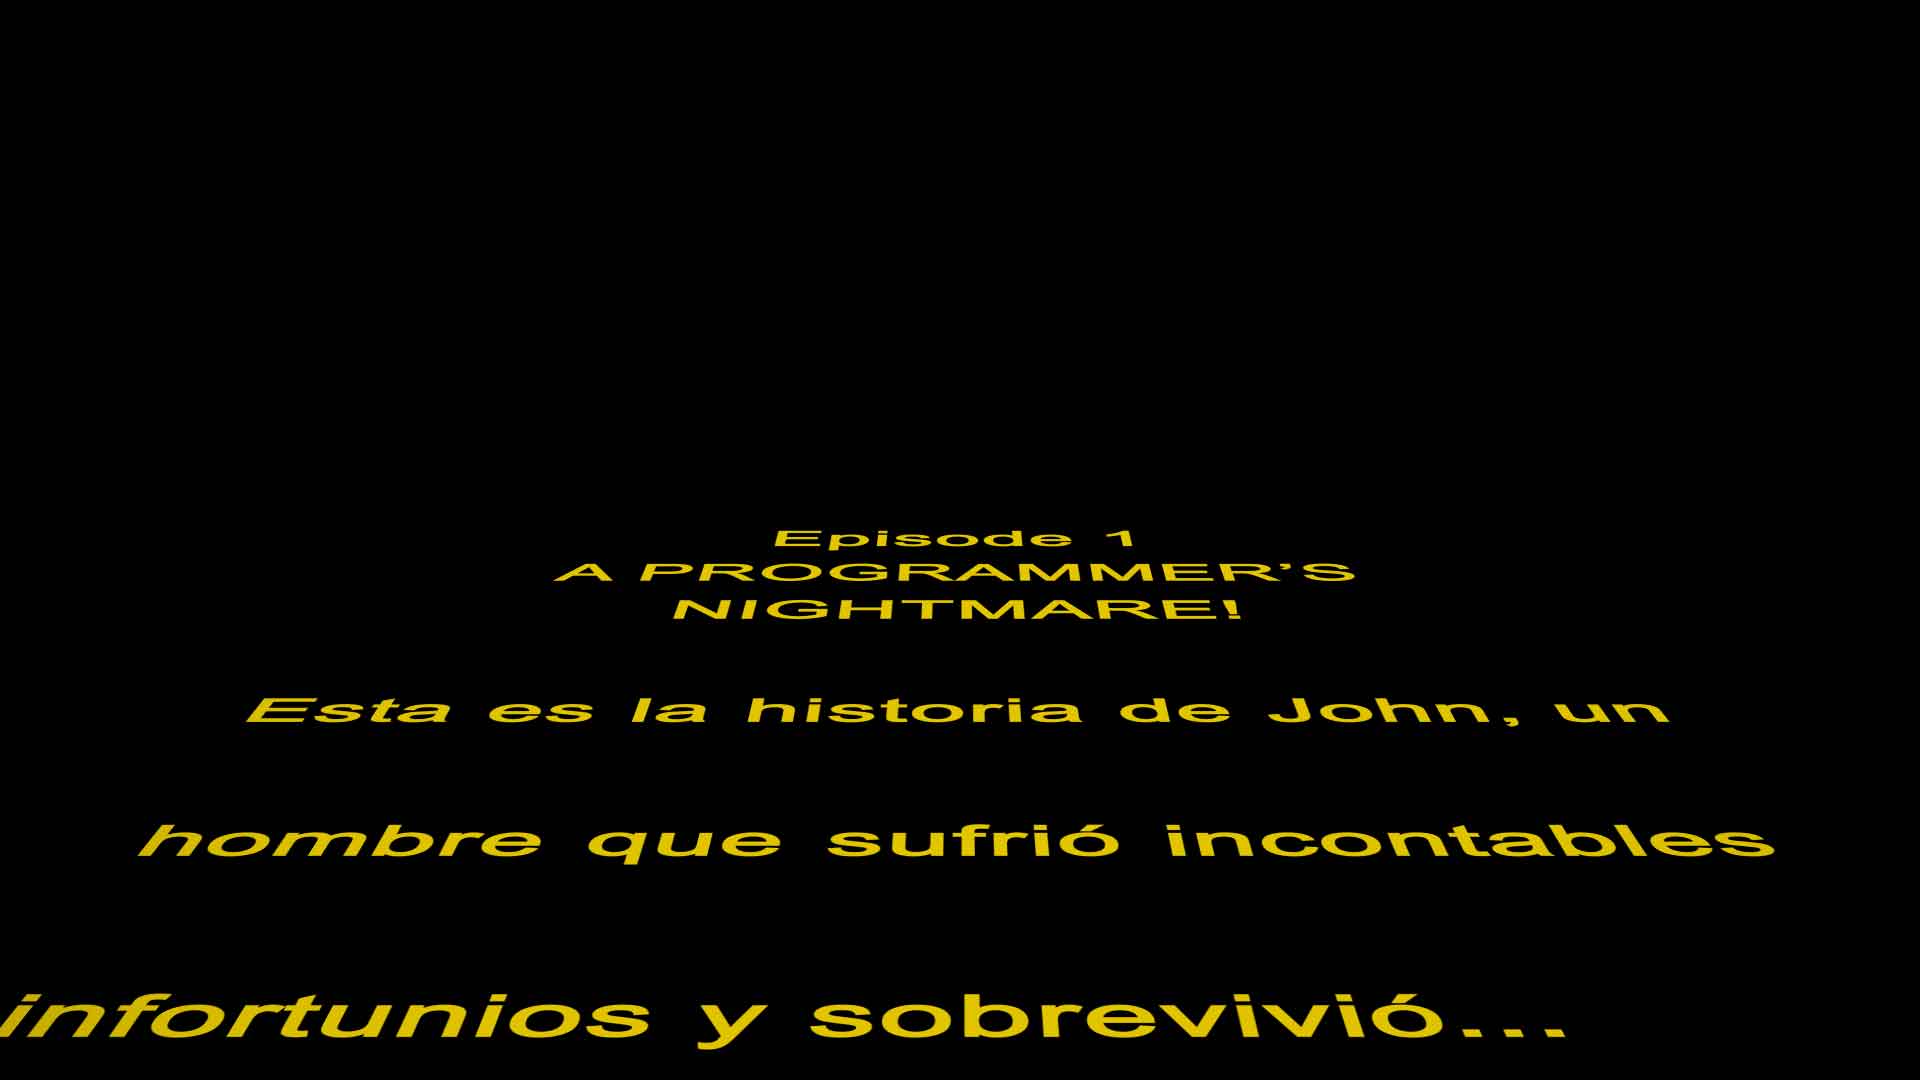 Episode 1
A PROGRAMMER’S
NIGHTMARE!
Esta es la historia de John, un
hombre que sufrió incontables
infortunios y sobrevivió...